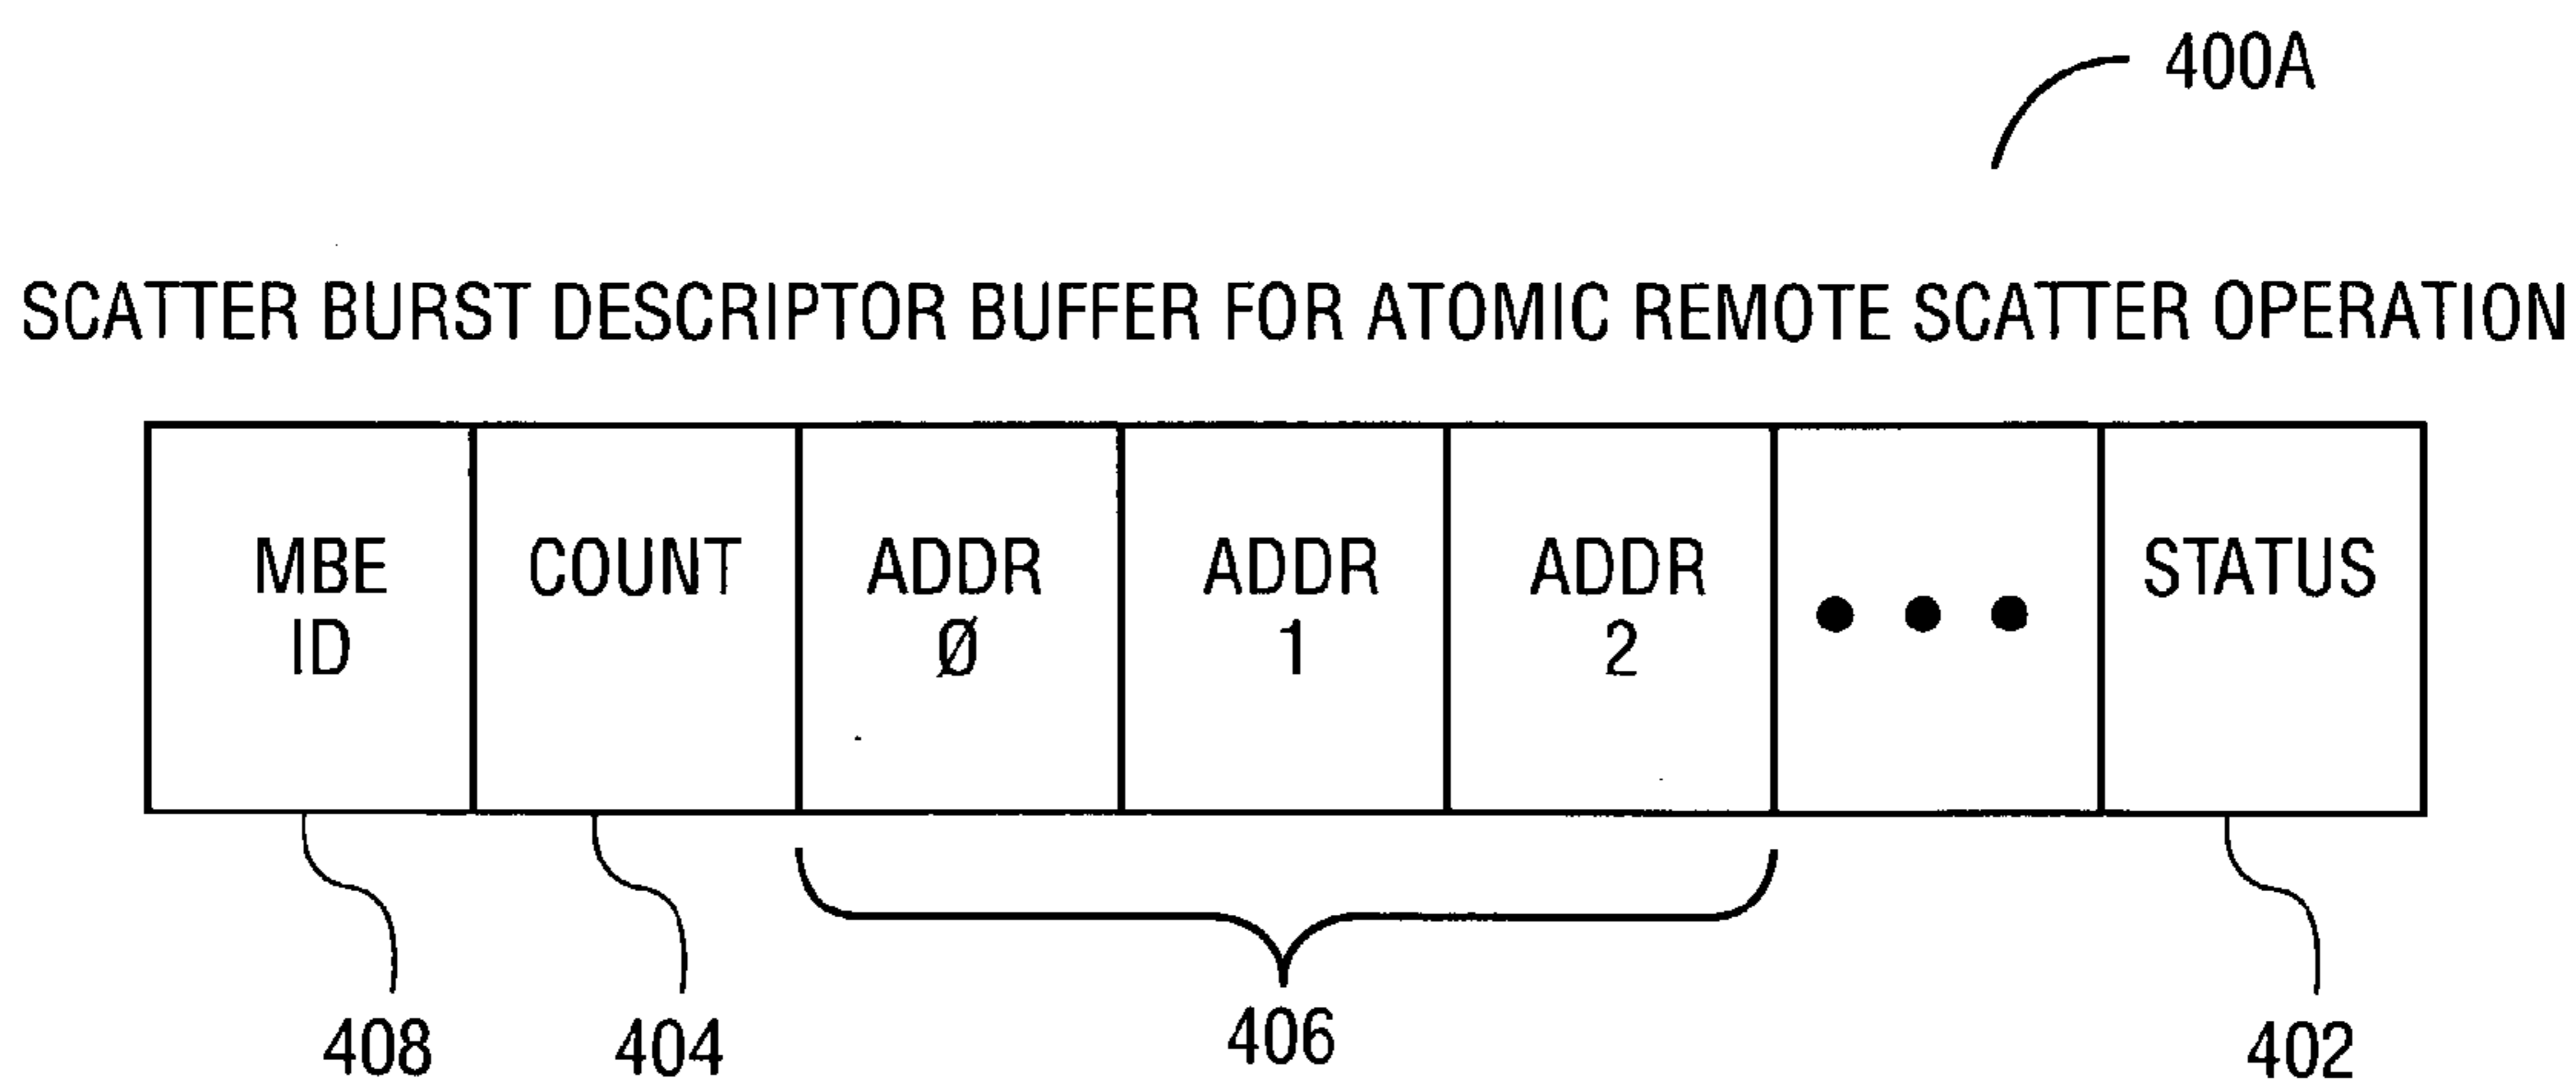 400A
SCATTER BURST DESCRIPTOR BUFFER FOR ATOMIC REMOTE SCATTER OPERATION
MBE ID
COUNT
ADDR Ø
ADDR 1
ADDR 2
● ● ●
STATUS
408
404
406
402